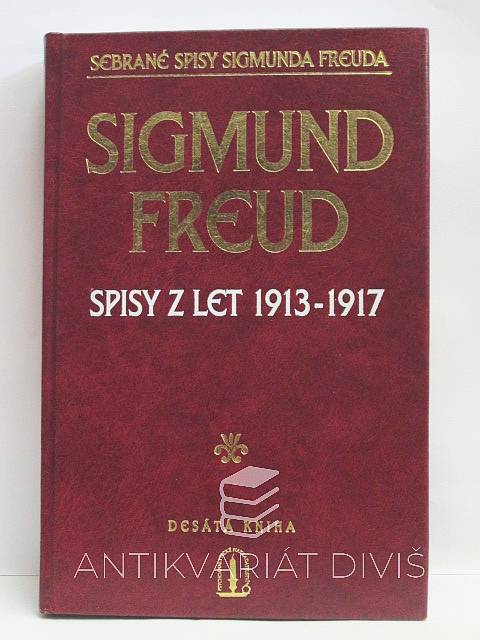 SEBRANÉ SPISY SIGMUNDA FREUDA
SIGMUND
FREUD
SPISY Z LET 1913-1917
DESÁTÁ KNIHA
ANTIKVARIÁT DIVIŠ